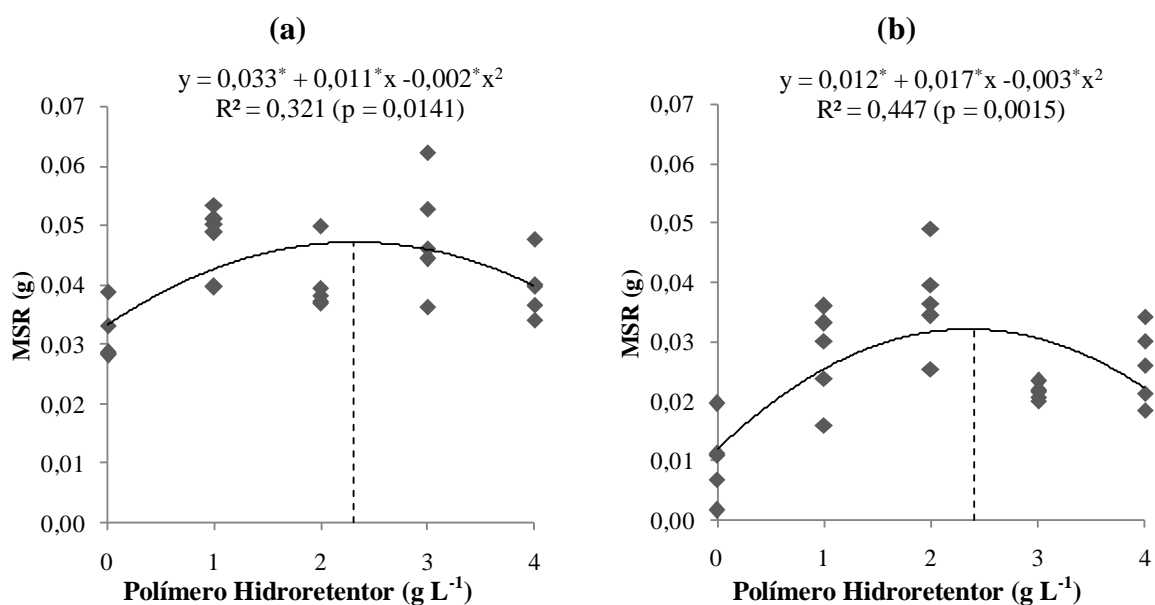 (a)
y = 0,033* + 0,011*x -0,002*x²
R² = 0,321 (p = 0,0141)
0,07
0,06
0,05
0,04
0,03
0,02
0,01
0,00
MSR (g)
0 1 2 3 4
Polímero Hidroretentor (g L⁻¹)
(b)
y = 0,012* + 0,017*x -0,003*x²
R² = 0,447 (p = 0,0015)
0,07
0,06
0,05
0,04
0,03
0,02
0,01
0,00
MSR (g)
0 1 2 3 4
Polímero Hidroretentor (g L⁻¹)